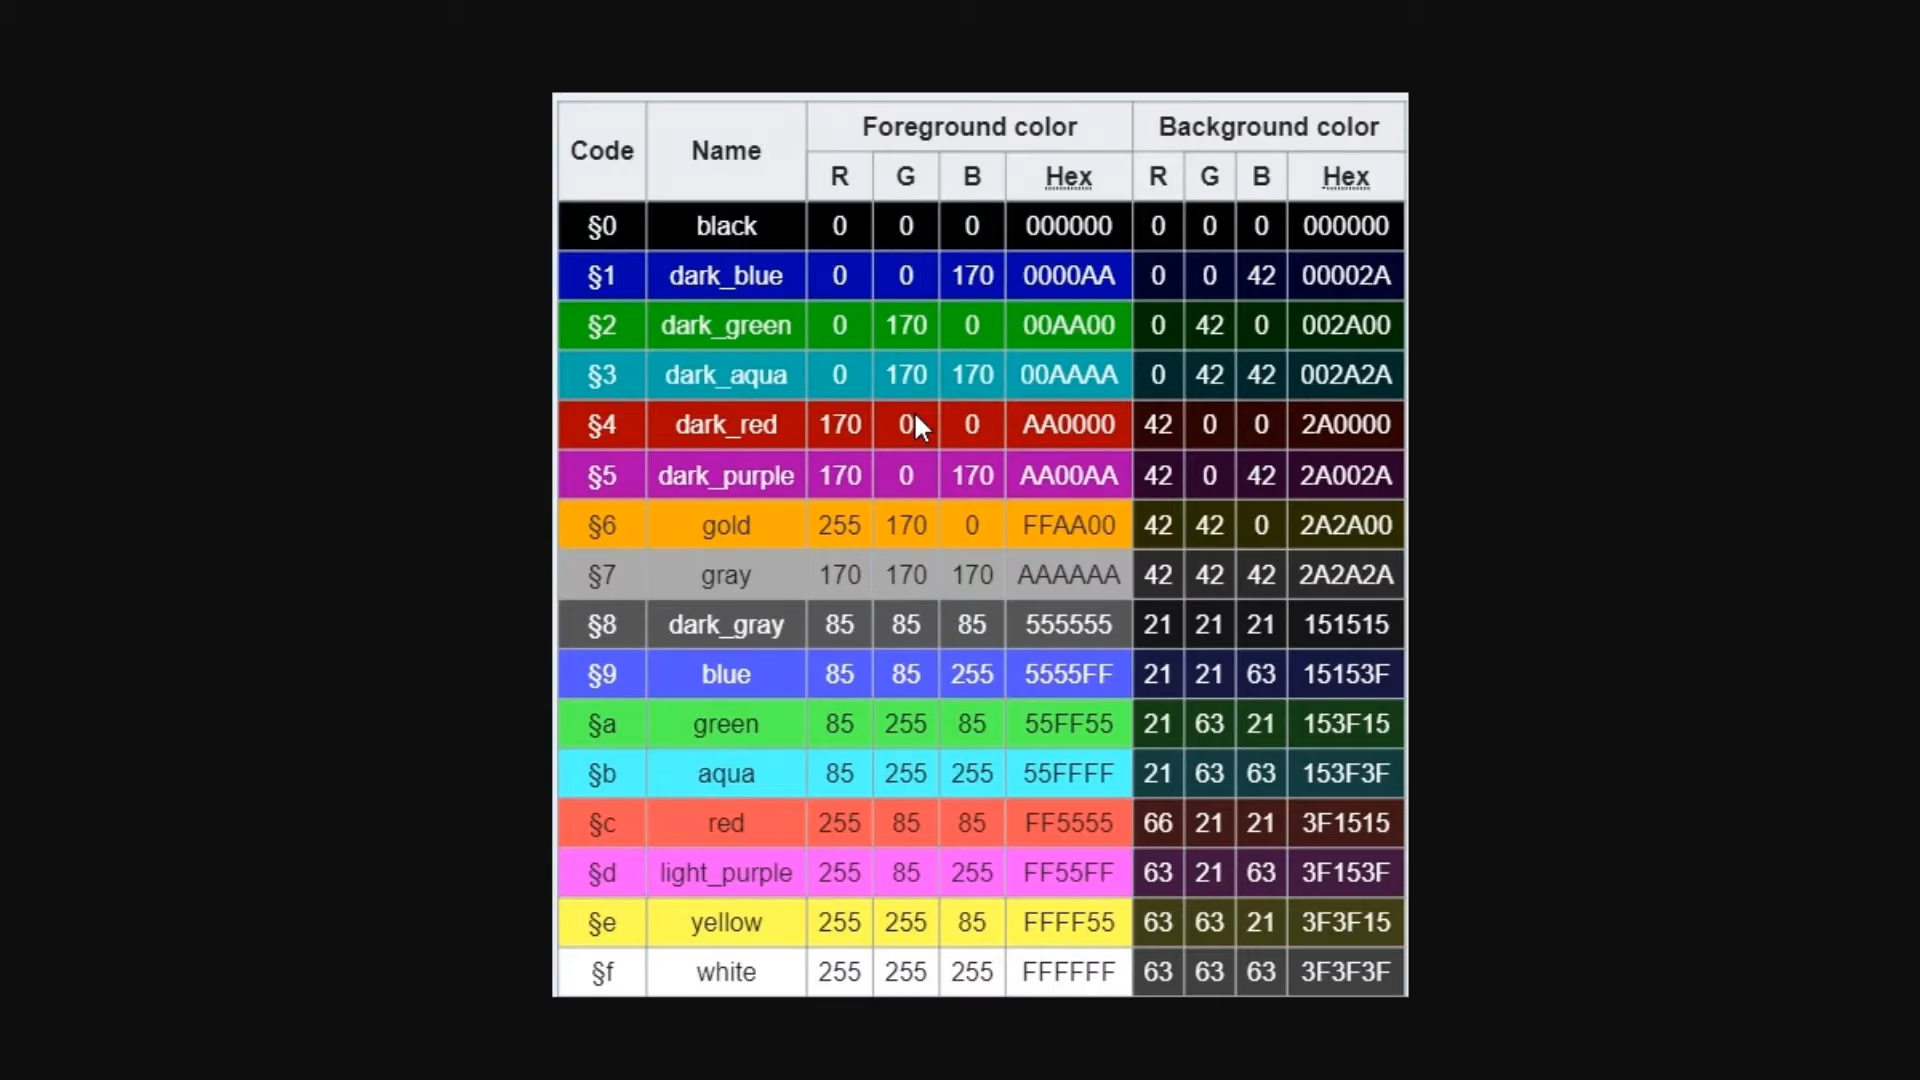 Code Name Foreground color Background color
R G B Hex R G B Hex
§0 black 0 0 0 000000 0 0 0 000000
§1 dark_blue 0 0 170 0000AA 0 0 42 00002A
§2 dark_green 0 170 0 00AA00 0 42 0 002A00
§3 dark_aqua 0 170 170 00AAAA 0 42 42 002A2A
§4 dark_red 170 0 0 AA0000 42 0 0 2A0000
§5 dark_purple 170 0 170 AA00AA 42 0 42 2A002A
§6 gold 255 170 0 FFAA00 42 42 0 2A2A00
§7 gray 170 170 170 AAAAAA 42 42 42 2A2A2A
§8 dark_gray 85 85 85 555555 21 21 21 151515
§9 blue 85 85 255 5555FF 21 21 63 15153F
§a green 85 255 85 55FF55 21 63 21 153F15
§b aqua 85 255 255 55FFFF 21 63 63 153F3F
§c red 255 85 85 FF5555 66 21 21 3F1515
§d light_purple 255 85 255 FF55FF 63 21 63 3F153F
§e yellow 255 255 85 FFFF55 63 63 21 3F3F15
§f white 255 255 255 FFFFFF 63 63 63 3F3F3F